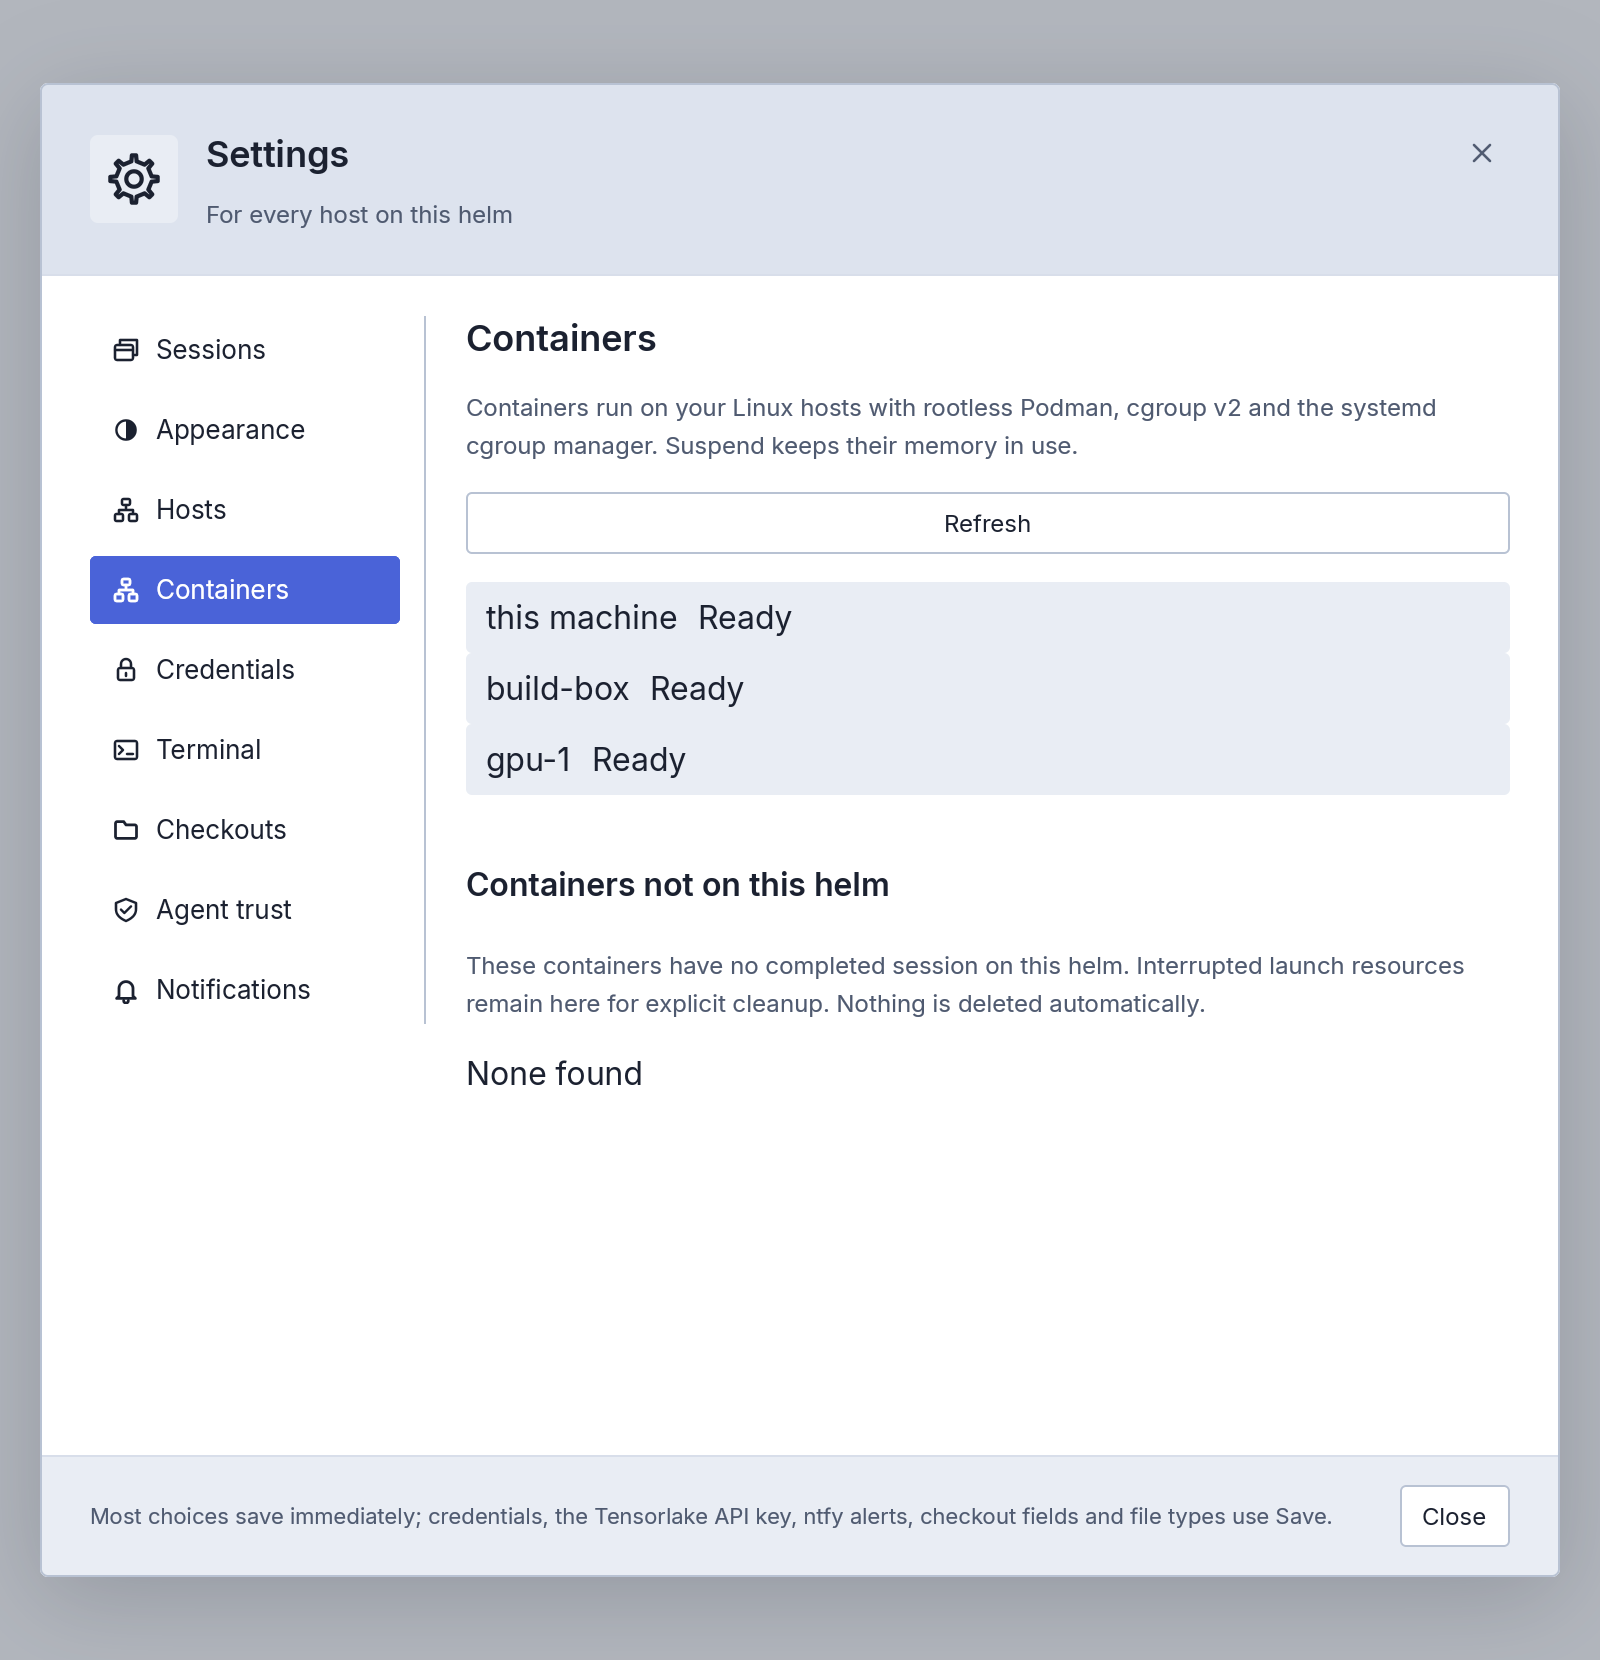 Settings
For every host on this helm
Sessions
Appearance
Hosts
Containers
Credentials
Terminal
Checkouts
Agent trust
Notifications
Containers
Containers run on your Linux hosts with rootless Podman, cgroup v2 and the systemd
cgroup manager. Suspend keeps their memory in use.
Refresh
this machine Ready
build-box Ready
gpu-1 Ready
Containers not on this helm
These containers have no completed session on this helm. Interrupted launch resources
remain here for explicit cleanup. Nothing is deleted automatically.
None found
Most choices save immediately; credentials, the Tensorlake API key, ntfy alerts, checkout fields and file types use Save.
Close